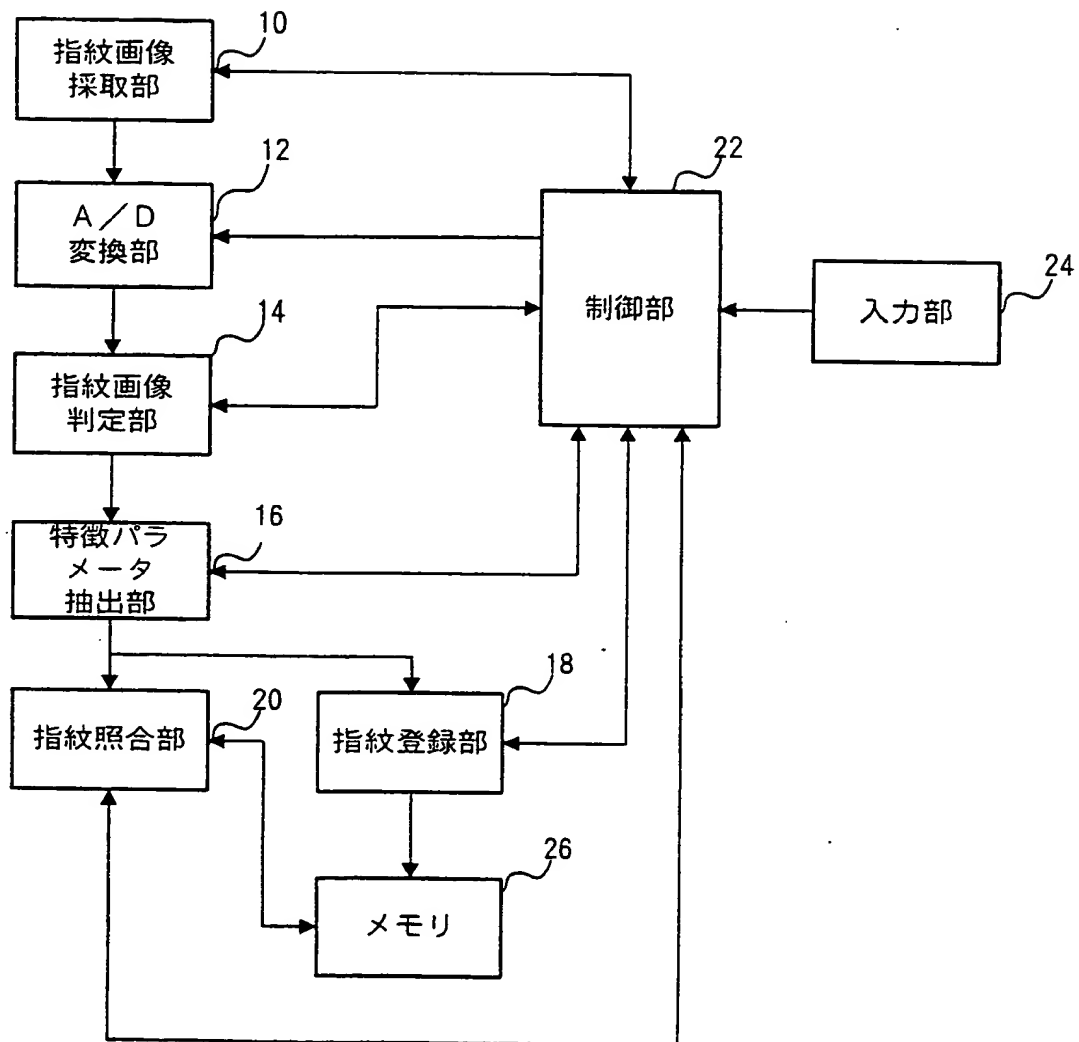 10
指紋画像
採取部
12
22
A／D
変換部
24
14
制御部
入力部
指紋画像
判定部
16
特徴パラ
メータ
抽出部
18
20
指紋照合部
指紋登録部
26
メモリ